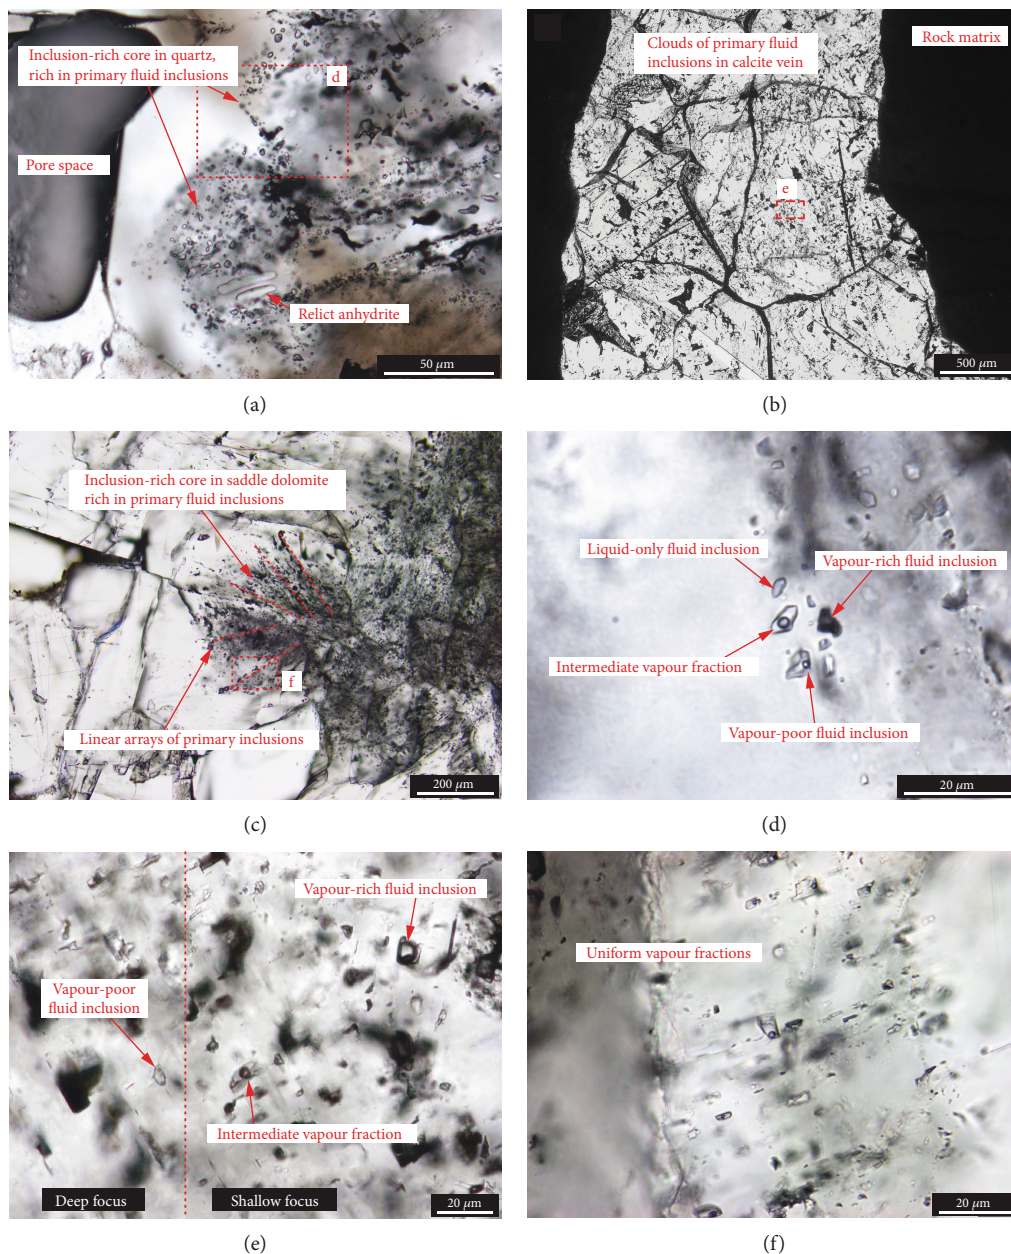 Inclusion-rich core in quartz,
rich in primary fluid inclusions
d
Pore space
Relict anhydrite
50 μm
(a)
Clouds of primary fluid
inclusions in calcite vein
Rock matrix
e
500 μm
(b)
Inclusion-rich core in saddle dolomite
rich in primary fluid inclusions
f
Linear arrays of primary inclusions
200 μm
(c)
Liquid-only fluid inclusion
Vapour-rich fluid inclusion
Intermediate vapour fraction
Vapour-poor fluid inclusion
20 μm
(d)
Vapour-rich fluid inclusion
Vapour-poor
fluid inclusion
Intermediate vapour fraction
Deep focus
Shallow focus
20 μm
(e)
Uniform vapour fractions
20 μm
(f)